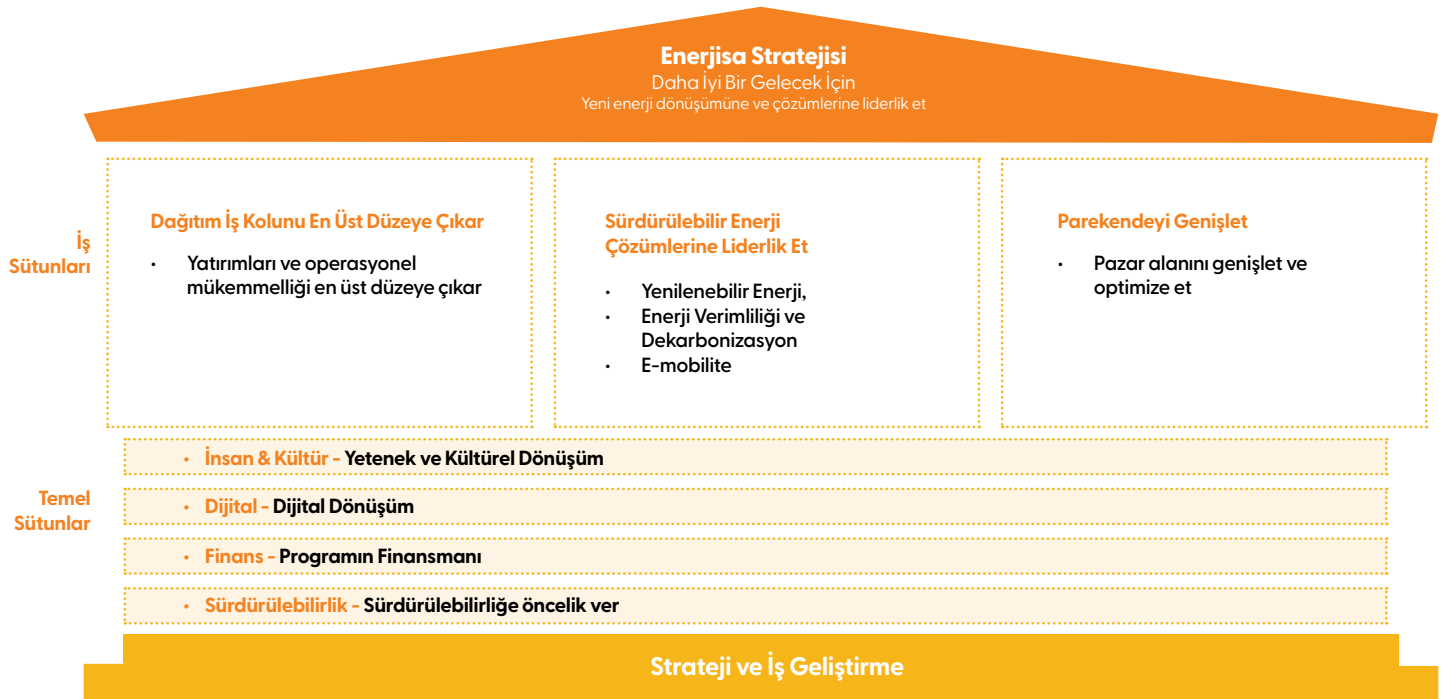 Enerjisa Stratejisi
Daha İyi Bir Gelecek İçin
Yeni enerji dönüşümüne ve çözümlerine liderlik et
İş
Sütunları
Dağıtım İş Kolunu En Üst Düzeye Çıkar
• Yatırımları ve operasyonel
mükemmelliği en üst düzeye çıkar
Sürdürülebilir Enerji
Çözümlerine Liderlik Et
• Yenilenebilir Enerji,
• Enerji Verimliliği ve
Dekarbonizasyon
• E-mobilite
Parekendeyi Genişlet
• Pazar alanını genişlet ve
optimize et
Temel
Sütunlar
• İnsan & Kültür - Yetenek ve Kültürel Dönüşüm
• Dijital - Dijital Dönüşüm
• Finans - Programın Finansmanı
• Sürdürülebilirlik - Sürdürülebilirliğe öncelik ver
Strateji ve İş Geliştirme